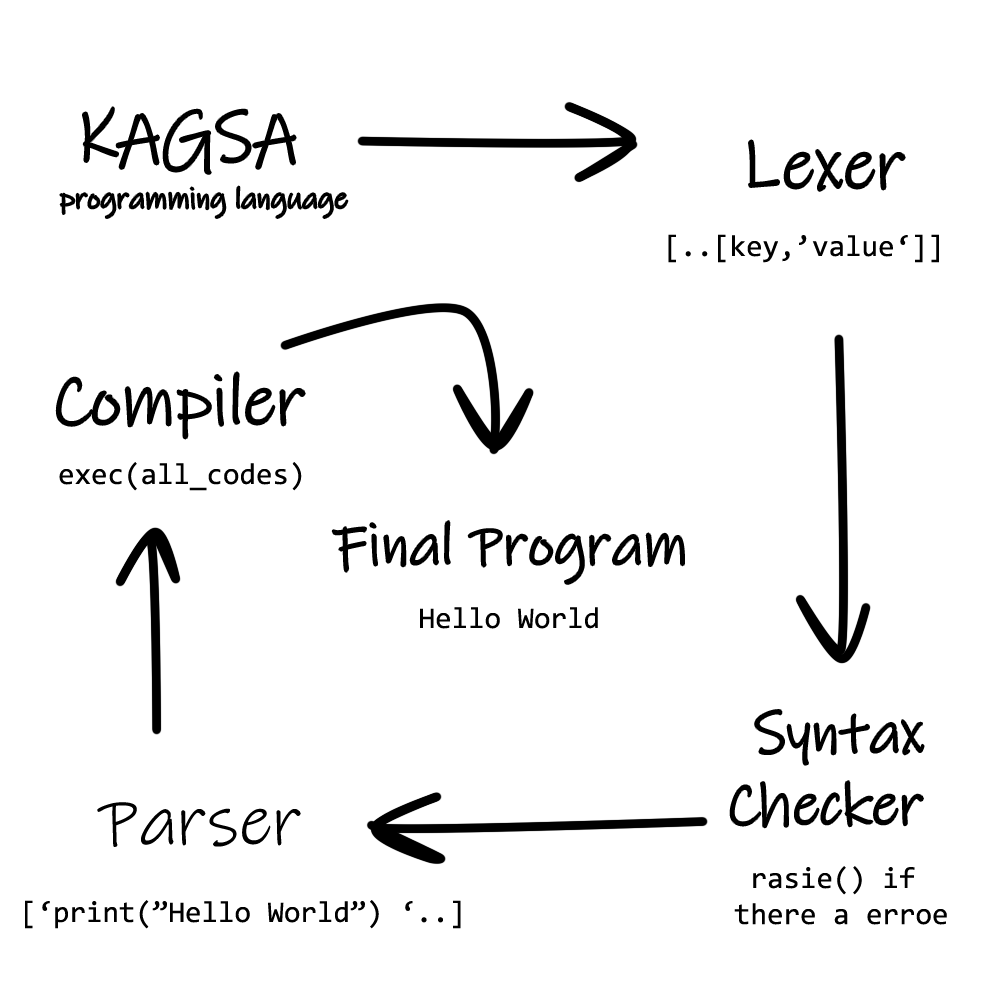 KAGSA
programming language
Lexer
[..[key,’value‘]]
Compiler
exec(all_codes)
Final Program
Hello World
Syntax
Checker
rasie() if
there a erroe
Parser
[‘print(”Hello World”) ‘..]